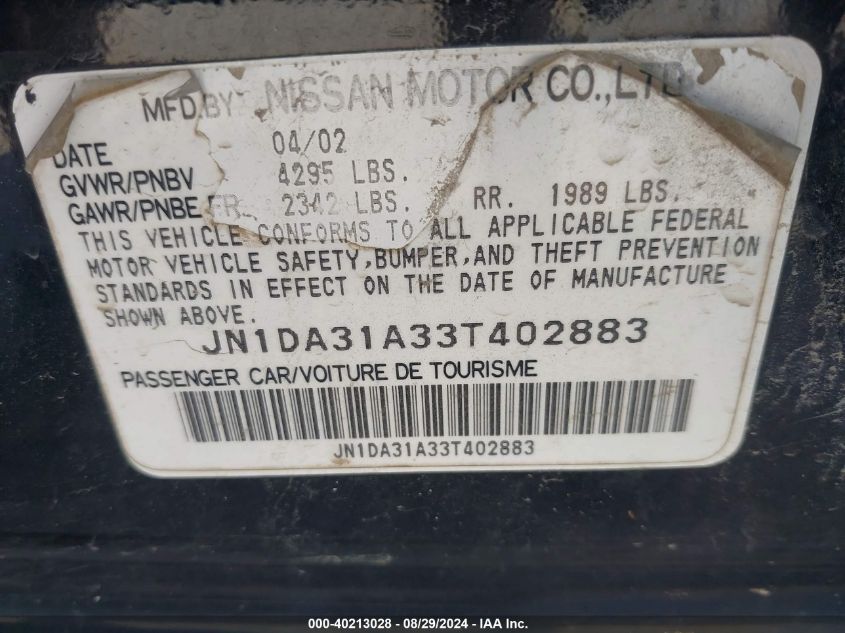 MFD.BY NISSAN MOTOR CO.,LTD.
DATE 04/02
GVWR/PNBV 4295 LBS.
GAWR/PNBE FR. 2342 LBS. RR. 1989 LBS.
THIS VEHICLE CONFORMS TO ALL APPLICABLE FEDERAL
MOTOR VEHICLE SAFETY,BUMPER,AND THEFT PREVENTION
STANDARDS IN EFFECT ON THE DATE OF MANUFACTURE
SHOWN ABOVE.
JN1DA31A33T402883
PASSENGER CAR/VOITURE DE TOURISME
JN1DA31A33T402883
000-40213028 - 08/29/2024 - IAA Inc.